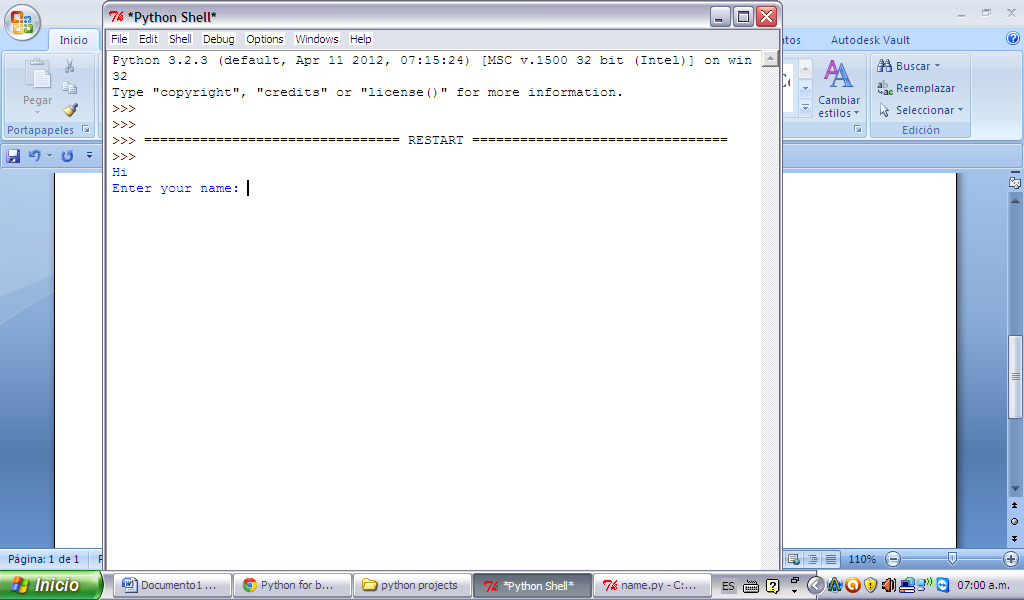 *Python Shell*
File Edit Shell Debug Options Windows Help
Python 3.2.3 (default, Apr 11 2012, 07:15:24) [MSC v.1500 32 bit (Intel)] on win
32
Type "copyright", "credits" or "license()" for more information.
>>>
>>>
>>> ================================ RESTART ================================
>>>
Hi
Enter your name:
Inicio
Pegar
Portapapeles
tos
Autodesk Vault
Cambiar
estilos
Buscar
Reemplazar
Seleccionar
Edición
Página: 1 de 1
110%
Inicio
Documento1 ...
Python for b...
python projects
*Python Shell*
name.py - C:...
ES
07:00 a.m.